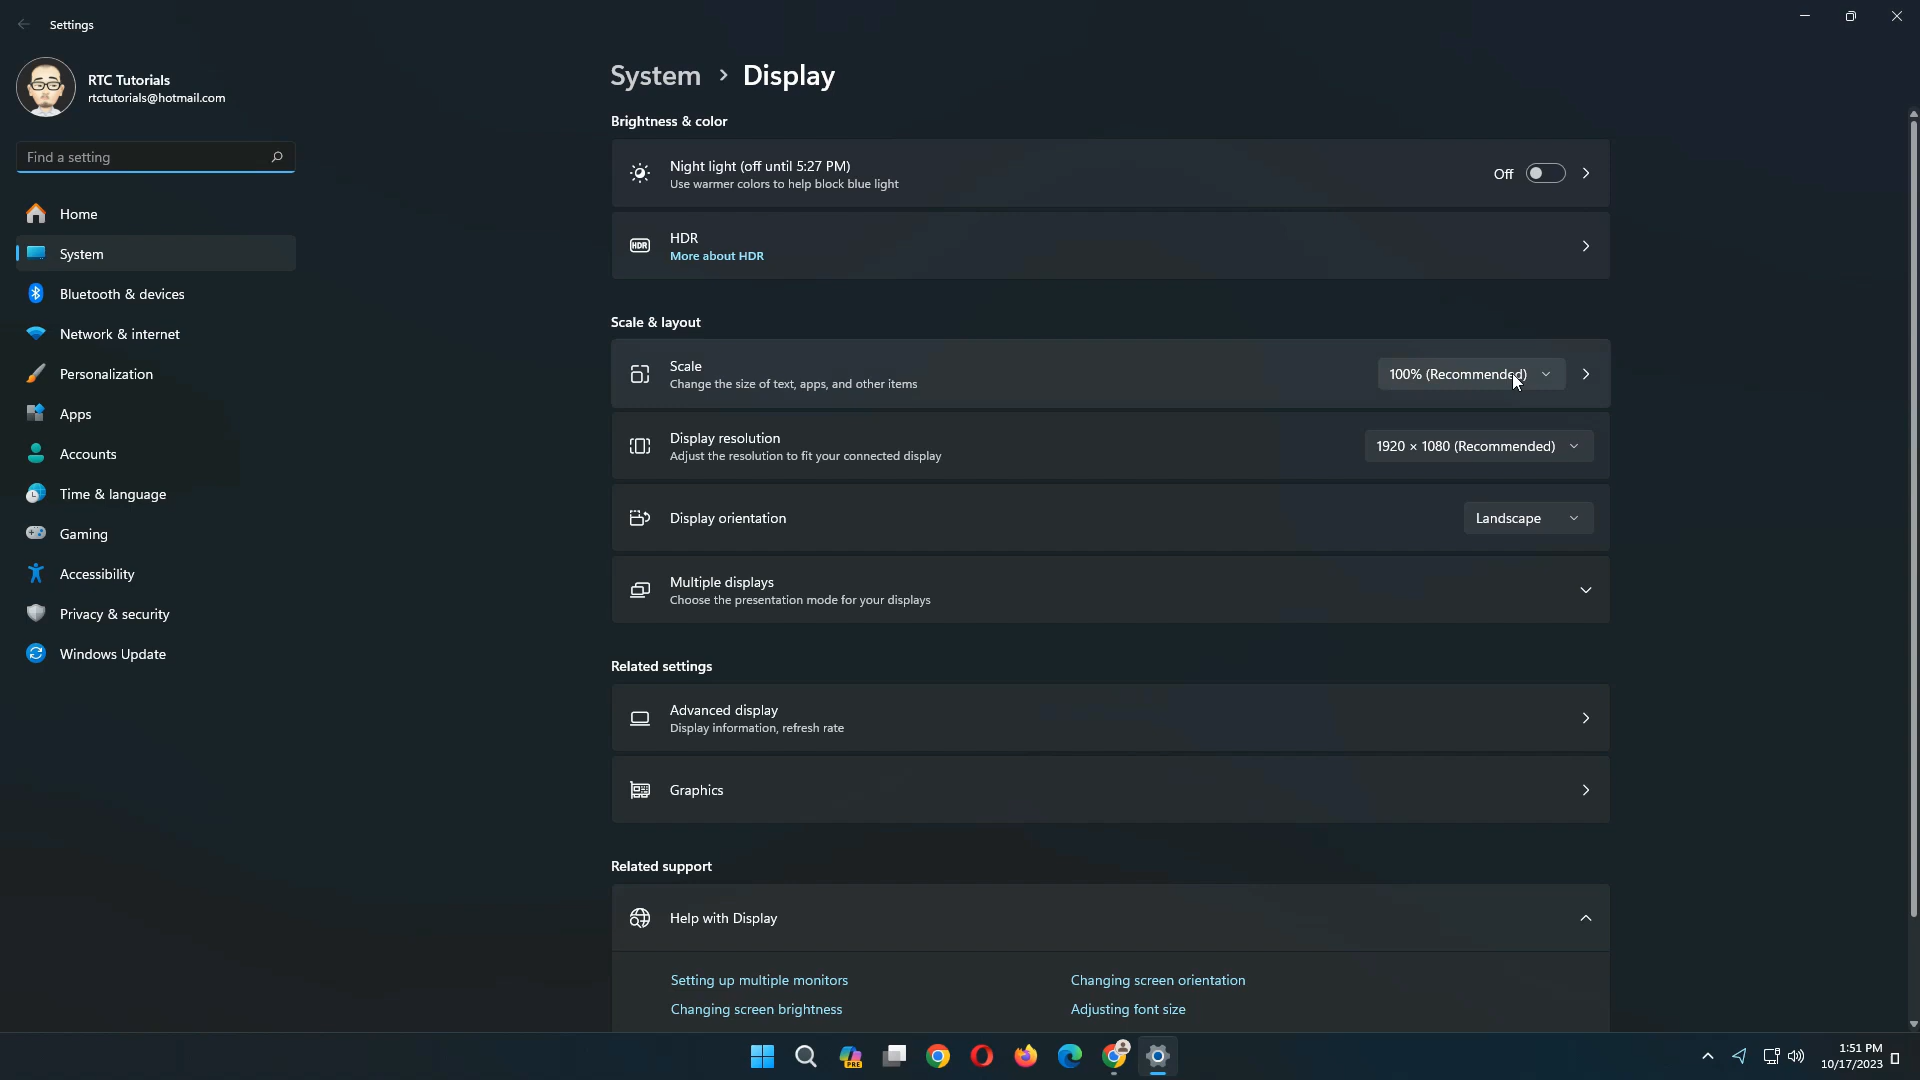 Settings
RTC Tutorials
rtctutorials@hotmail.com
Find a setting
Home
System
Bluetooth & devices
Network & internet
Personalization
Apps
Accounts
Time & language
Gaming
Accessibility
Privacy & security
Windows Update
System > Display
Brightness & color
Night light (off until 5:27 PM)
Use warmer colors to help block blue light
Off
HDR
HDR
More about HDR
Scale & layout
Scale
Change the size of text, apps, and other items
100% (Recommended)
Display resolution
Adjust the resolution to fit your connected display
1920 × 1080 (Recommended)
Display orientation
Landscape
Multiple displays
Choose the presentation mode for your displays
Related settings
Advanced display
Display information, refresh rate
Graphics
Related support
Help with Display
Setting up multiple monitors
Changing screen orientation
Changing screen brightness
Adjusting font size
PRE
1:51 PM
10/17/2023